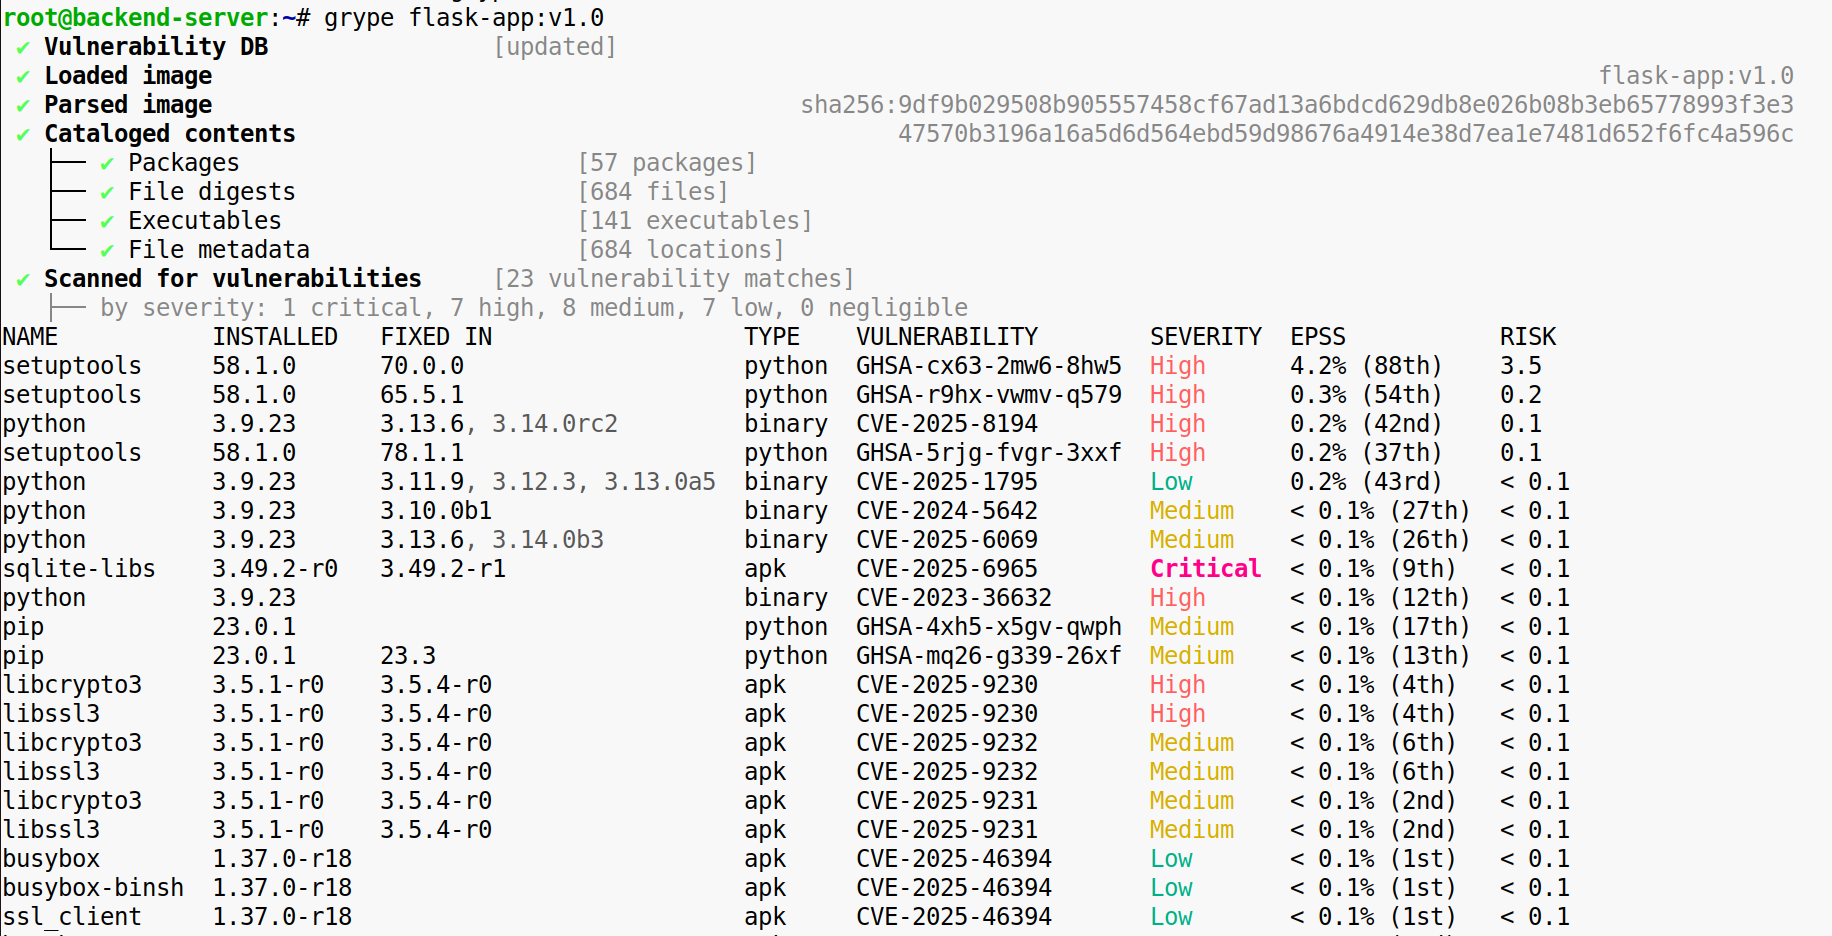 root@backend-server:~# grype flask-app:v1.0
✔ Vulnerability DB [updated]
✔ Loaded image flask-app:v1.0
✔ Parsed image sha256:9df9b029508b905557458cf67ad13a6bdcd629db8e026b08b3eb65778993f3e3
✔ Cataloged contents 47570b3196a16a5d6d564ebd59d98676a4914e38d7ea1e7481d652f6fc4a596c
├── ✔ Packages [57 packages]
├── ✔ File digests [684 files]
├── ✔ Executables [141 executables]
└── ✔ File metadata [684 locations]
✔ Scanned for vulnerabilities [23 vulnerability matches]
├── by severity: 1 critical, 7 high, 8 medium, 7 low, 0 negligible
NAME INSTALLED FIXED IN TYPE VULNERABILITY SEVERITY EPSS RISK
setuptools 58.1.0 70.0.0 python GHSA-cx63-2mw6-8hw5 High 4.2% (88th) 3.5
setuptools 58.1.0 65.5.1 python GHSA-r9hx-vwmv-q579 High 0.3% (54th) 0.2
python 3.9.23 3.13.6, 3.14.0rc2 binary CVE-2025-8194 High 0.2% (42nd) 0.1
setuptools 58.1.0 78.1.1 python GHSA-5rjg-fvgr-3xxf High 0.2% (37th) 0.1
python 3.9.23 3.11.9, 3.12.3, 3.13.0a5 binary CVE-2025-1795 Low 0.2% (43rd) < 0.1
python 3.9.23 3.10.0b1 binary CVE-2024-5642 Medium < 0.1% (27th) < 0.1
python 3.9.23 3.13.6, 3.14.0b3 binary CVE-2025-6069 Medium < 0.1% (26th) < 0.1
sqlite-libs 3.49.2-r0 3.49.2-r1 apk CVE-2025-6965 Critical < 0.1% (9th) < 0.1
python 3.9.23 binary CVE-2023-36632 High < 0.1% (12th) < 0.1
pip 23.0.1 python GHSA-4xh5-x5gv-qwph Medium < 0.1% (17th) < 0.1
pip 23.0.1 23.3 python GHSA-mq26-g339-26xf Medium < 0.1% (13th) < 0.1
libcrypto3 3.5.1-r0 3.5.4-r0 apk CVE-2025-9230 High < 0.1% (4th) < 0.1
libssl3 3.5.1-r0 3.5.4-r0 apk CVE-2025-9230 High < 0.1% (4th) < 0.1
libcrypto3 3.5.1-r0 3.5.4-r0 apk CVE-2025-9232 Medium < 0.1% (6th) < 0.1
libssl3 3.5.1-r0 3.5.4-r0 apk CVE-2025-9232 Medium < 0.1% (6th) < 0.1
libcrypto3 3.5.1-r0 3.5.4-r0 apk CVE-2025-9231 Medium < 0.1% (2nd) < 0.1
libssl3 3.5.1-r0 3.5.4-r0 apk CVE-2025-9231 Medium < 0.1% (2nd) < 0.1
busybox 1.37.0-r18 apk CVE-2025-46394 Low < 0.1% (1st) < 0.1
busybox-binsh 1.37.0-r18 apk CVE-2025-46394 Low < 0.1% (1st) < 0.1
ssl_client 1.37.0-r18 apk CVE-2025-46394 Low < 0.1% (1st) < 0.1